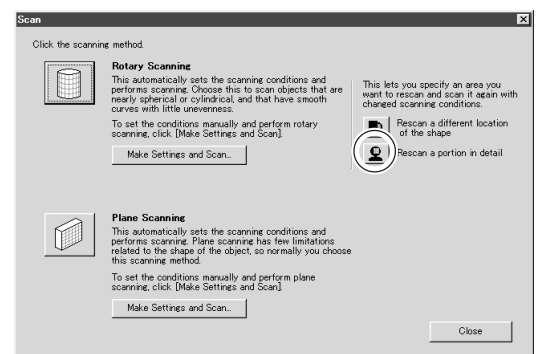 Scan
Click the scanning method.
Rotary Scanning
This automatically sets the scanning conditions and
performs scanning. Choose this to scan objects that are
nearly spherical or cylindrical, and that have smooth
curves with little unevenness.
To set the conditions manually and perform rotary
scanning, click [Make Settings and Scan].
Make Settings and Scan...
This lets you specify an area you
want to rescan and scan it again with
changed scanning conditions.
Rescan a different location
of the shape
Rescan a portion in detail
Plane Scanning
This automatically sets the scanning conditions and
performs scanning. Plane scanning has few limitations
related to the shape of the object, so normally you choose
this scanning method.
To set the conditions manually and perform plane
scanning, click [Make Settings and Scan].
Make Settings and Scan...
Close